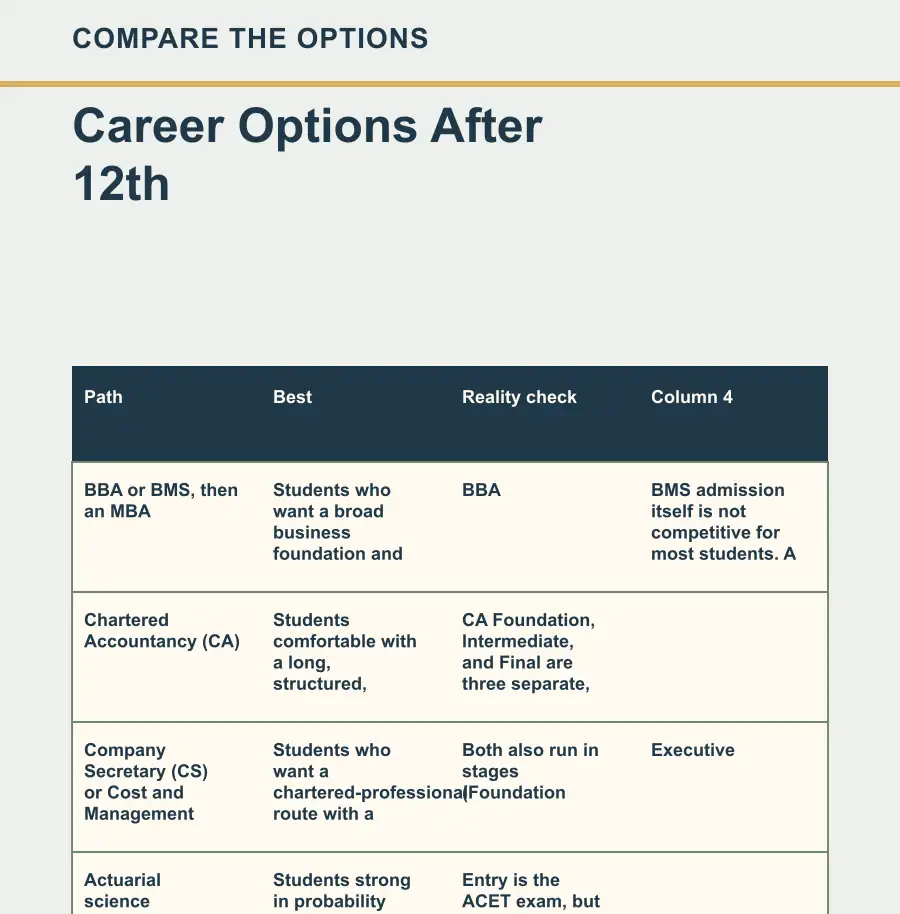 COMPARE THE OPTIONS
Career Options After
12th
Path
Best
Reality check
Column 4
BBA or BMS, then
an MBA
Students who
want a broad
business
foundation and
BBA
BMS admission
itself is not
competitive for
most students. A
Chartered
Accountancy (CA)
Students
comfortable with
a long,
structured,
CA Foundation,
Intermediate,
and Final are
three separate,
Company
Secretary (CS)
or Cost and
Management
Students who
want a
chartered-professional
route with a
Both also run in
stages
(Foundation
Executive
Actuarial
science
Students strong
in probability
Entry is the
ACET exam, but